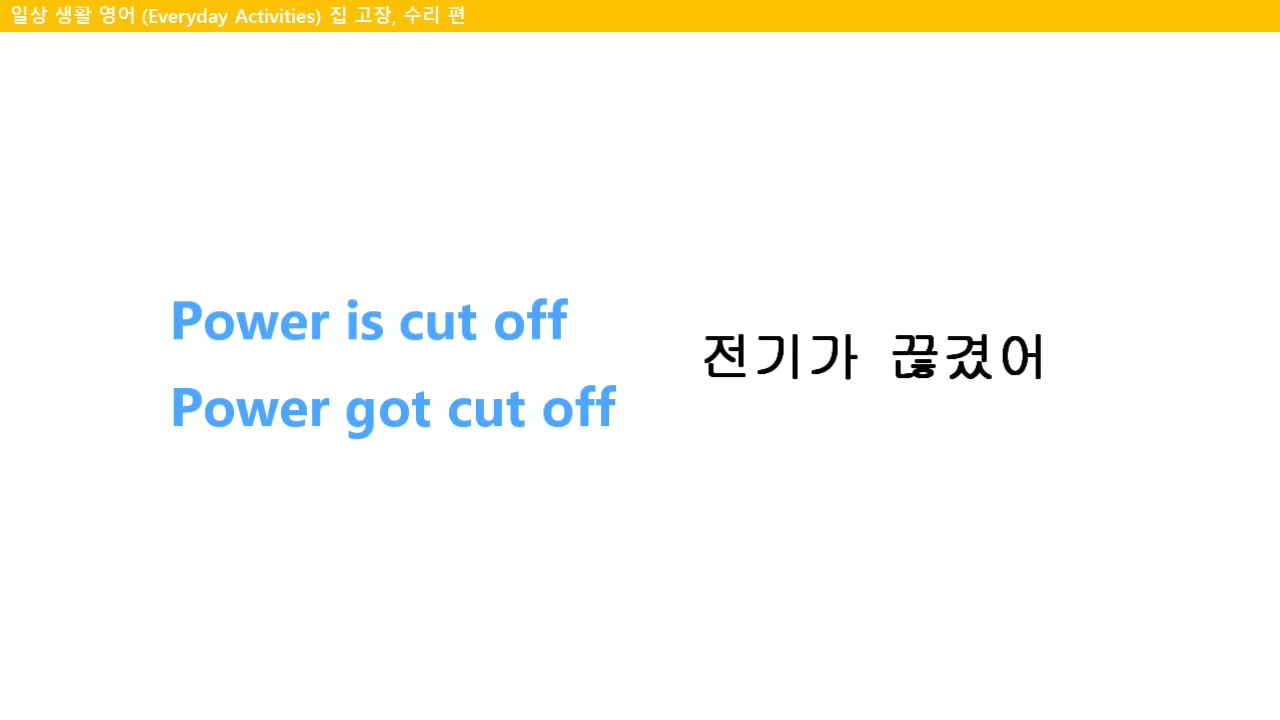 일상 생활 영어 (Everyday Activities) 집 고장, 수리 편
Power is cut off
Power got cut off
전기가 끊겼어